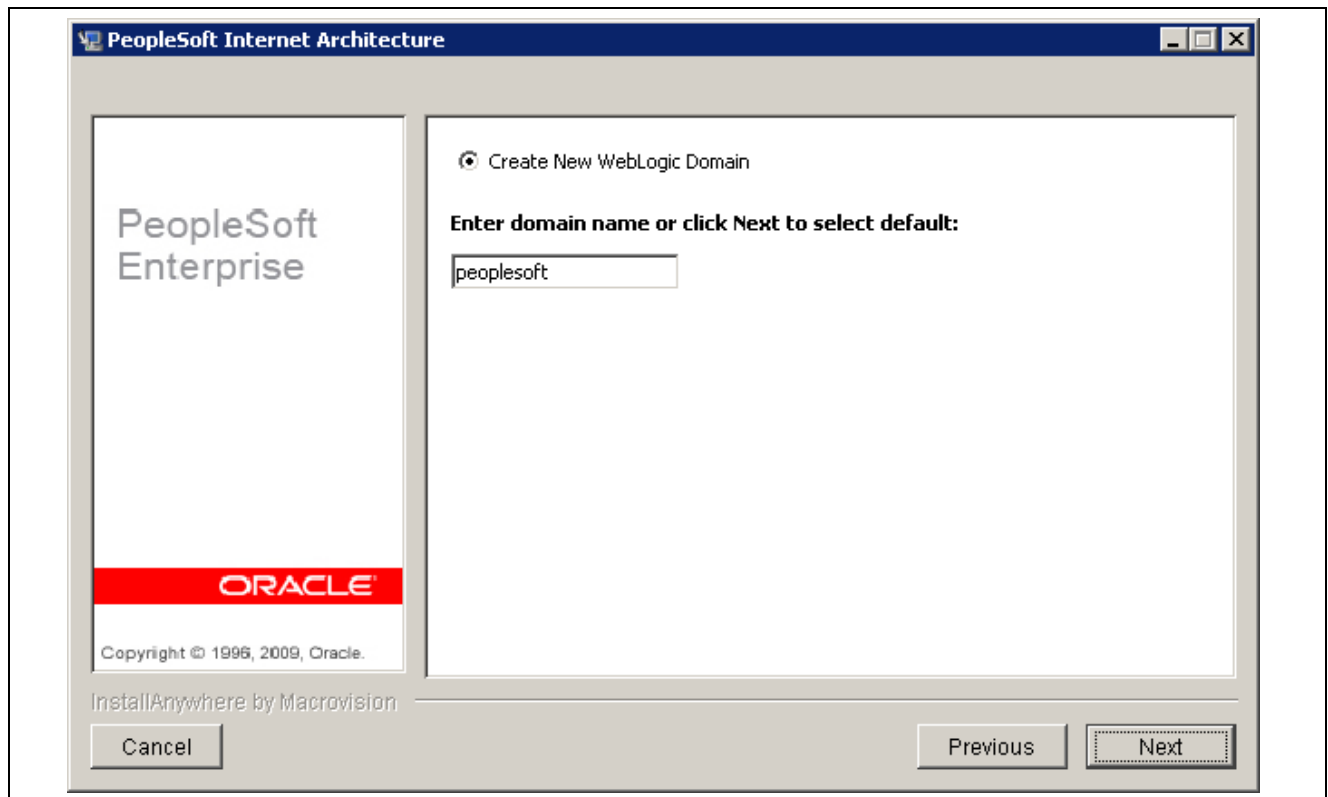 PeopleSoft Internet Architecture
Create New WebLogic Domain
Enter domain name or click Next to select default:
peoplesoft
PeopleSoft
Enterprise
ORACLE
Copyright © 1996, 2009, Oracle.
InstallAnywhere by Macrovision
Cancel
Previous
Next